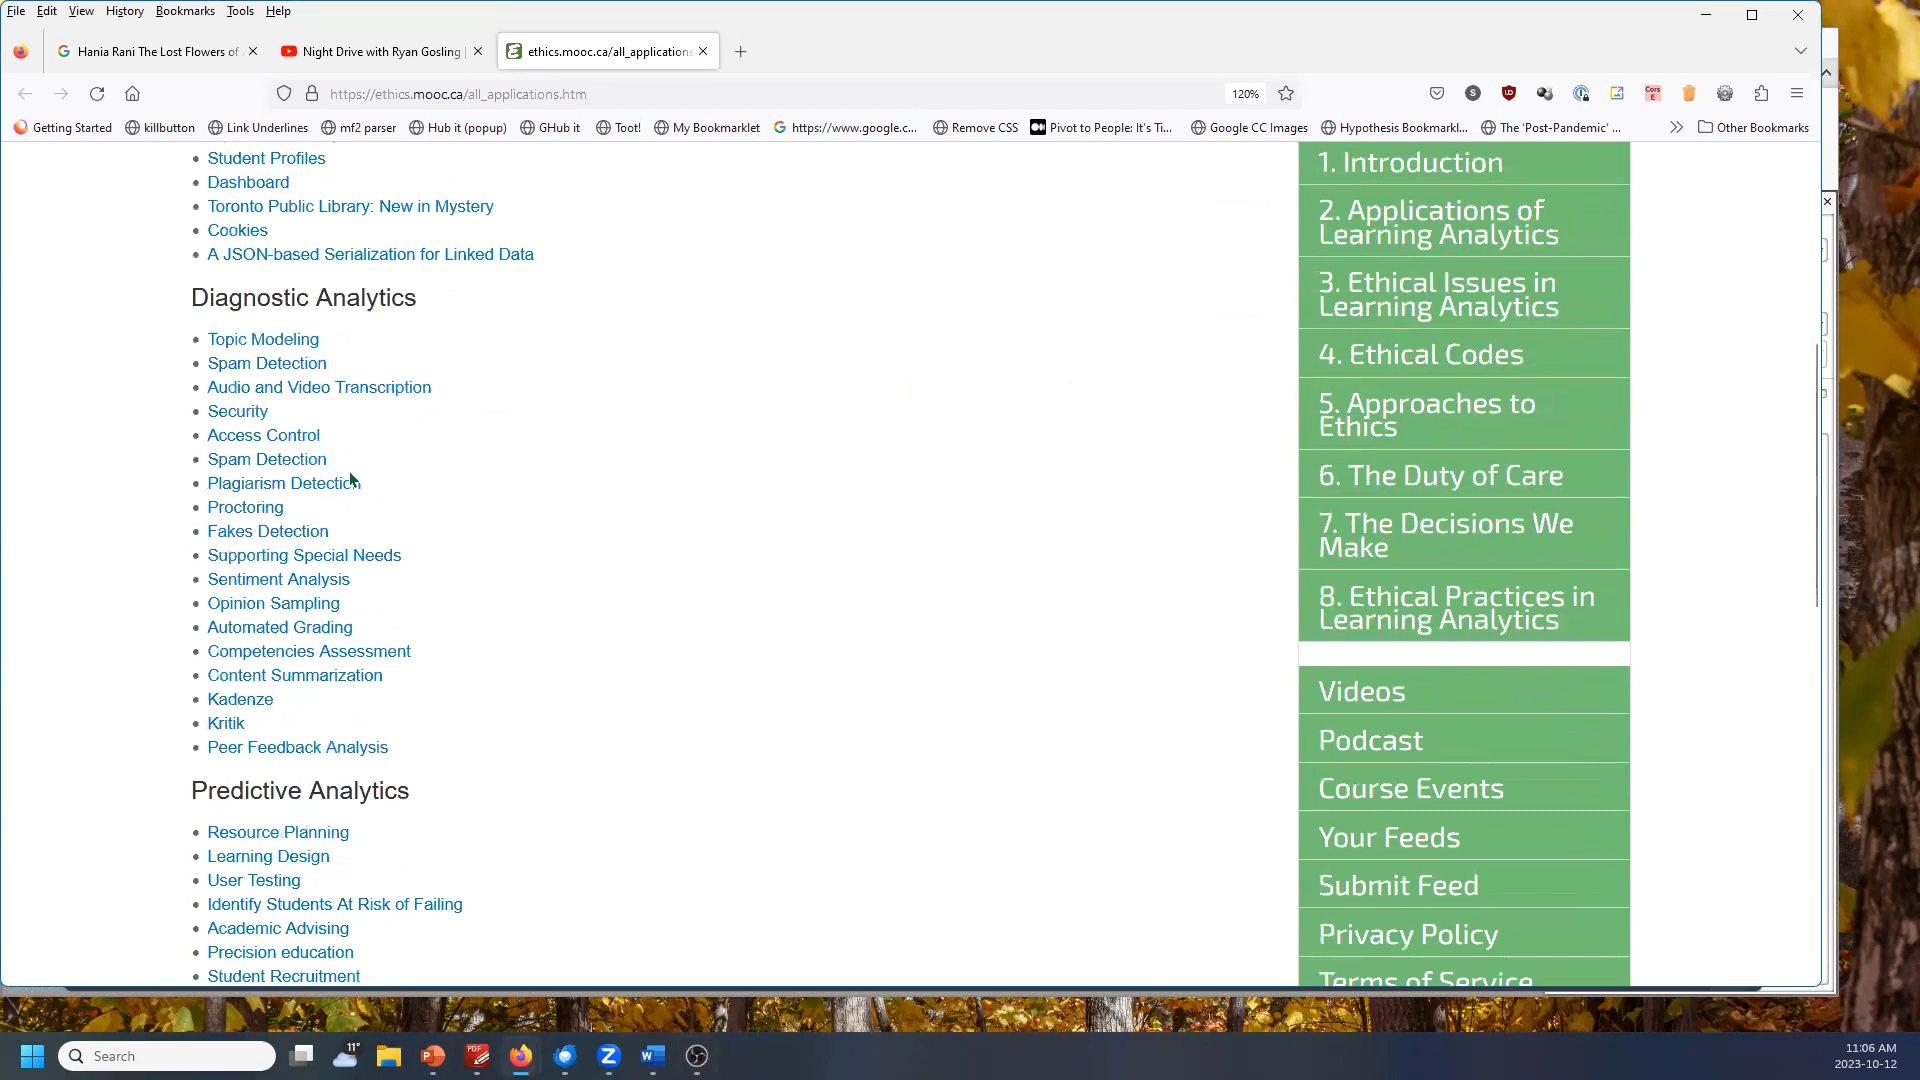 File Edit View History Bookmarks Tools Help
Hania Rani The Lost Flowers of
Night Drive with Ryan Gosling |
ethics.mooc.ca/all_applications
https://ethics.mooc.ca/all_applications.htm
120%
Getting Started killbutton Link Underlines mf2 parser Hub it (popup) GHub it Toot! My Bookmarklet https://www.google.c... Remove CSS Pivot to People: It's Ti... Google CC Images Hypothesis Bookmarkl... The 'Post-Pandemic' ... Other Bookmarks
Student Profiles
Dashboard
Toronto Public Library: New in Mystery
Cookies
A JSON-based Serialization for Linked Data
Diagnostic Analytics
Topic Modeling
Spam Detection
Audio and Video Transcription
Security
Access Control
Spam Detection
Plagiarism Detection
Proctoring
Fakes Detection
Supporting Special Needs
Sentiment Analysis
Opinion Sampling
Automated Grading
Competencies Assessment
Content Summarization
Kadenze
Kritik
Peer Feedback Analysis
Predictive Analytics
Resource Planning
Learning Design
User Testing
Identify Students At Risk of Failing
Academic Advising
Precision education
Student Recruitment
1. Introduction
2. Applications of
Learning Analytics
3. Ethical Issues in
Learning Analytics
4. Ethical Codes
5. Approaches to
Ethics
6. The Duty of Care
7. The Decisions We
Make
8. Ethical Practices in
Learning Analytics
Videos
Podcast
Course Events
Your Feeds
Submit Feed
Privacy Policy
Terms of Service
Search
11°
11:06 AM
2023-10-12